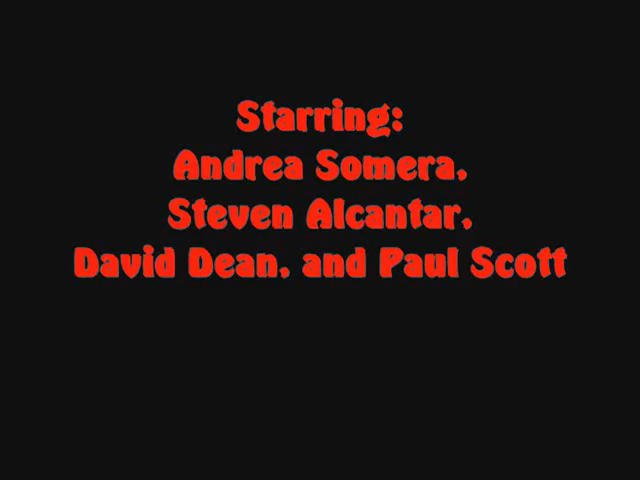 Starring:
Andrea Somera,
Steven Alcantar,
David Dean, and Paul Scott